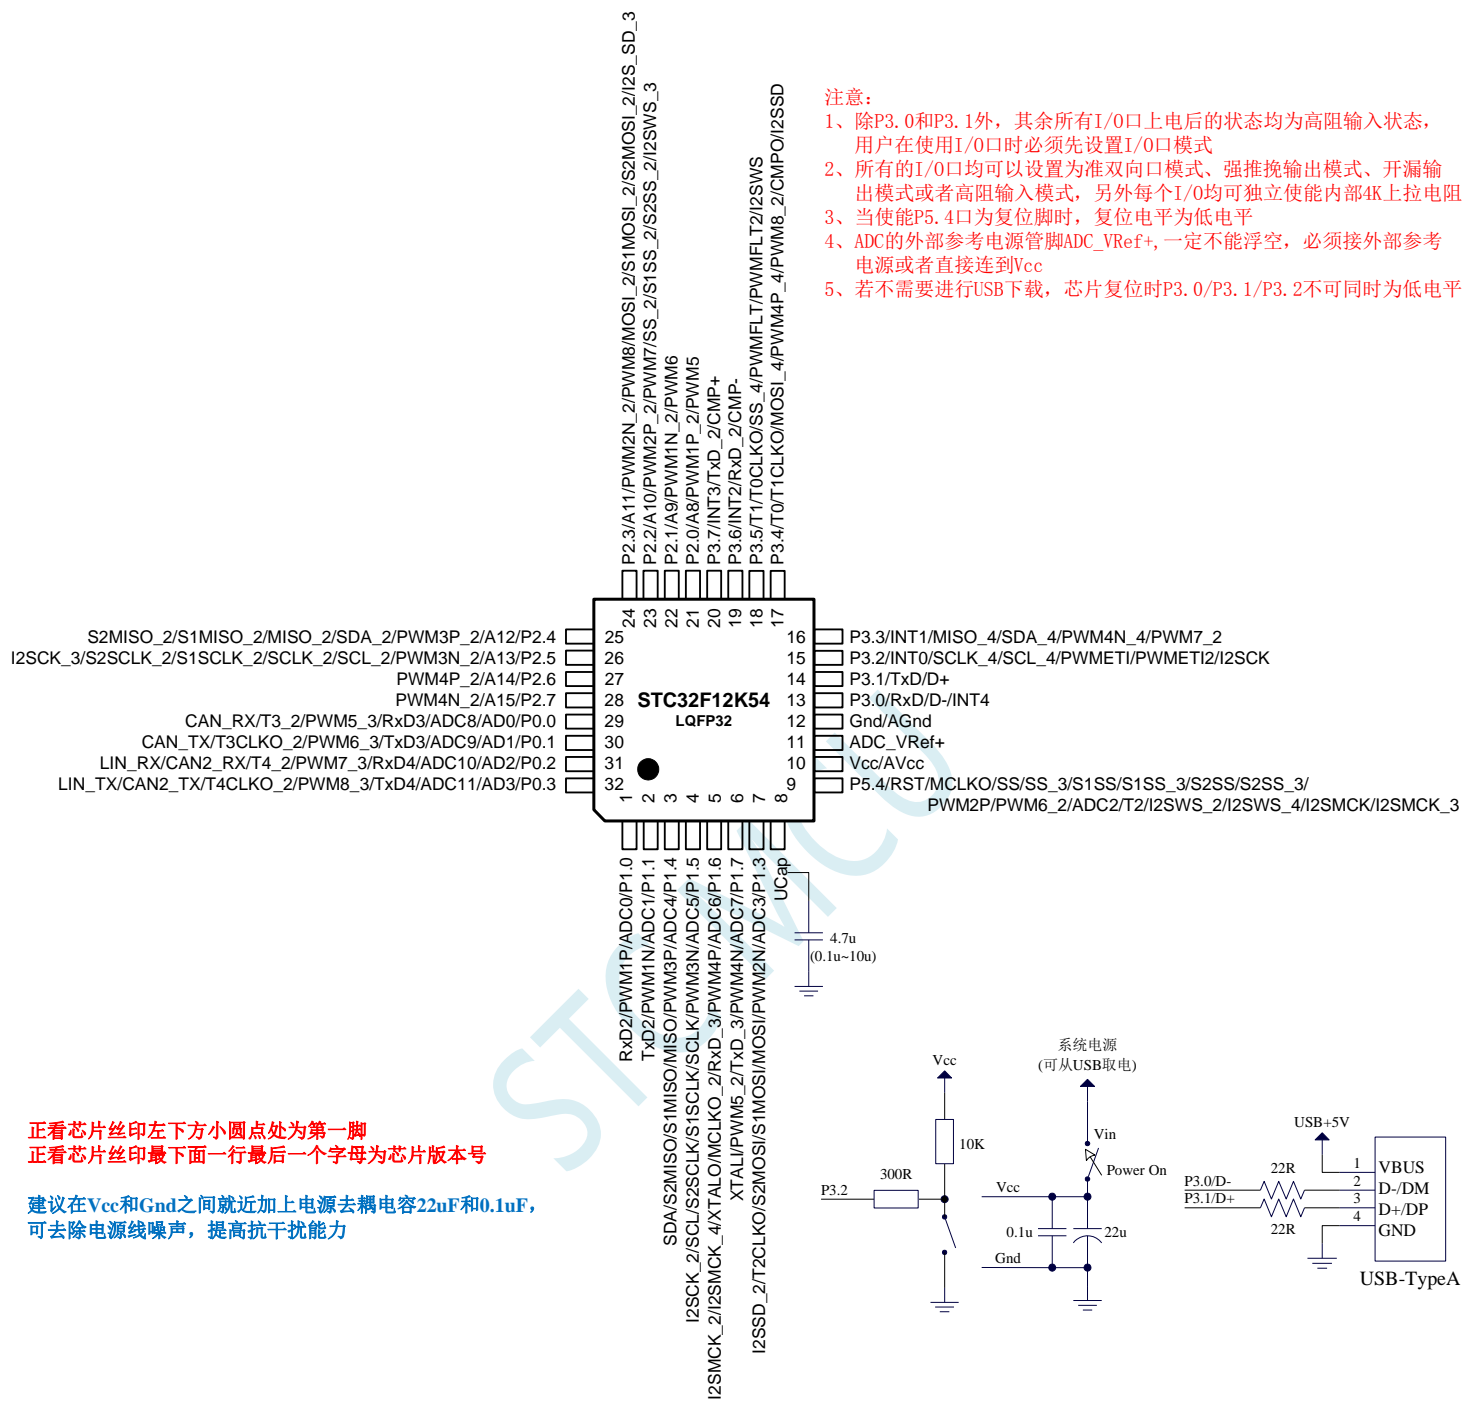 注意：
1、除P3.0和P3.1外，其余所有I/O口上电后的状态均为高阻输入状态，
用户在使用I/O口时必须先设置I/O口模式
2、所有的I/O口均可以设置为准双向口模式、强推挽输出模式、开漏输
出模式或者高阻输入模式，另外每个I/O均可独立使能内部4K上拉电阻
3、当使能P5.4口为复位脚时，复位电平为低电平
4、ADC的外部参考电源管脚ADC_VRef+,一定不能浮空，必须接外部参考
电源或者直接连到Vcc
5、若不需要进行USB下载，芯片复位时P3.0/P3.1/P3.2不可同时为低电平
P2.3/A11/PWM2N_2/PWM8/MOSI_2/S1MOSI_2/S2MOSI_2/I2S_SD_3
P2.2/A10/PWM2P_2/PWM7/SS_2/S1SS_2/S2SS_2/I2SWS_3
P2.1/A9/PWM1N_2/PWM6
P2.0/A8/PWM1P_2/PWM5
P3.7/INT3/TxD_2/CMP+
P3.6/INT2/RxD_2/CMP-
P3.5/T1/T0CLKO/SS_4/PWMFLT/PWMFLT2/I2SWS
P3.4/T0/T1CLKO/MOSI_4/PWM4P_4/PWM8_2/CMPO/I2SSD
24
23
22
21
20
19
18
17
S2MISO_2/S1MISO_2/MISO_2/SDA_2/PWM3P_2/A12/P2.4
I2SCK_3/S2SCLK_2/S1SCLK_2/SCLK_2/SCL_2/PWM3N_2/A13/P2.5
PWM4P_2/A14/P2.6
PWM4N_2/A15/P2.7
CAN_RX/T3_2/PWM5_3/RxD3/ADC8/AD0/P0.0
CAN_TX/T3CLKO_2/PWM6_3/TxD3/ADC9/AD1/P0.1
LIN_RX/CAN2_RX/T4_2/PWM7_3/RxD4/ADC10/AD2/P0.2
LIN_TX/CAN2_TX/T4CLKO_2/PWM8_3/TxD4/ADC11/AD3/P0.3
25
26
27
28
29
30
31
32
STC32F12K54
LQFP32
16
15
14
13
12
11
10
9
P3.3/INT1/MISO_4/SDA_4/PWM4N_4/PWM7_2
P3.2/INT0/SCLK_4/SCL_4/PWMETI/PWMETI2/I2SCK
P3.1/TxD/D+
P3.0/RxD/D-/INT4
Gnd/AGnd
ADC_VRef+
Vcc/AVcc
P5.4/RST/MCLKO/SS/SS_3/S1SS/S1SS_3/S2SS/S2SS_3/
PWM2P/PWM6_2/ADC2/T2/I2SWS_2/I2SWS_4/I2SMCK/I2SMCK_3
1
2
3
4
5
6
7
8
RxD2/PWM1P/ADC0/P1.0
TxD2/PWM1N/ADC1/P1.1
SDA/S2MISO/S1MISO/MISO/PWM3P/ADC4/P1.4
I2SCK_2/SCL/S2SCLK/S1SCLK/SCLK/PWM3N/ADC5/P1.5
I2SMCK_2/I2SMCK_4/XTALO/MCLKO_2/RxD_3/PWM4P/ADC6/P1.6
XTALI/PWM5_2/TxD_3/PWM4N/ADC7/P1.7
I2SSD_2/T2CLKO/S2MOSI/S1MOSI/MOSI/PWM2N/ADC3/P1.3
UCap
4.7u
(0.1u~10u)
STCMCU
正看芯片丝印左下方小圆点处为第一脚
正看芯片丝印最下面一行最后一个字母为芯片版本号
建议在Vcc和Gnd之间就近加上电源去耦电容22uF和0.1uF，
可去除电源线噪声，提高抗干扰能力
Vcc
10K
300R
P3.2
系统电源
(可从USB取电)
Vin
Power On
Vcc
0.1u
22u
Gnd
USB+5V
P3.0/D-
P3.1/D+
22R
22R
1
2
3
4
VBUS
D-/DM
D+/DP
GND
USB-TypeA